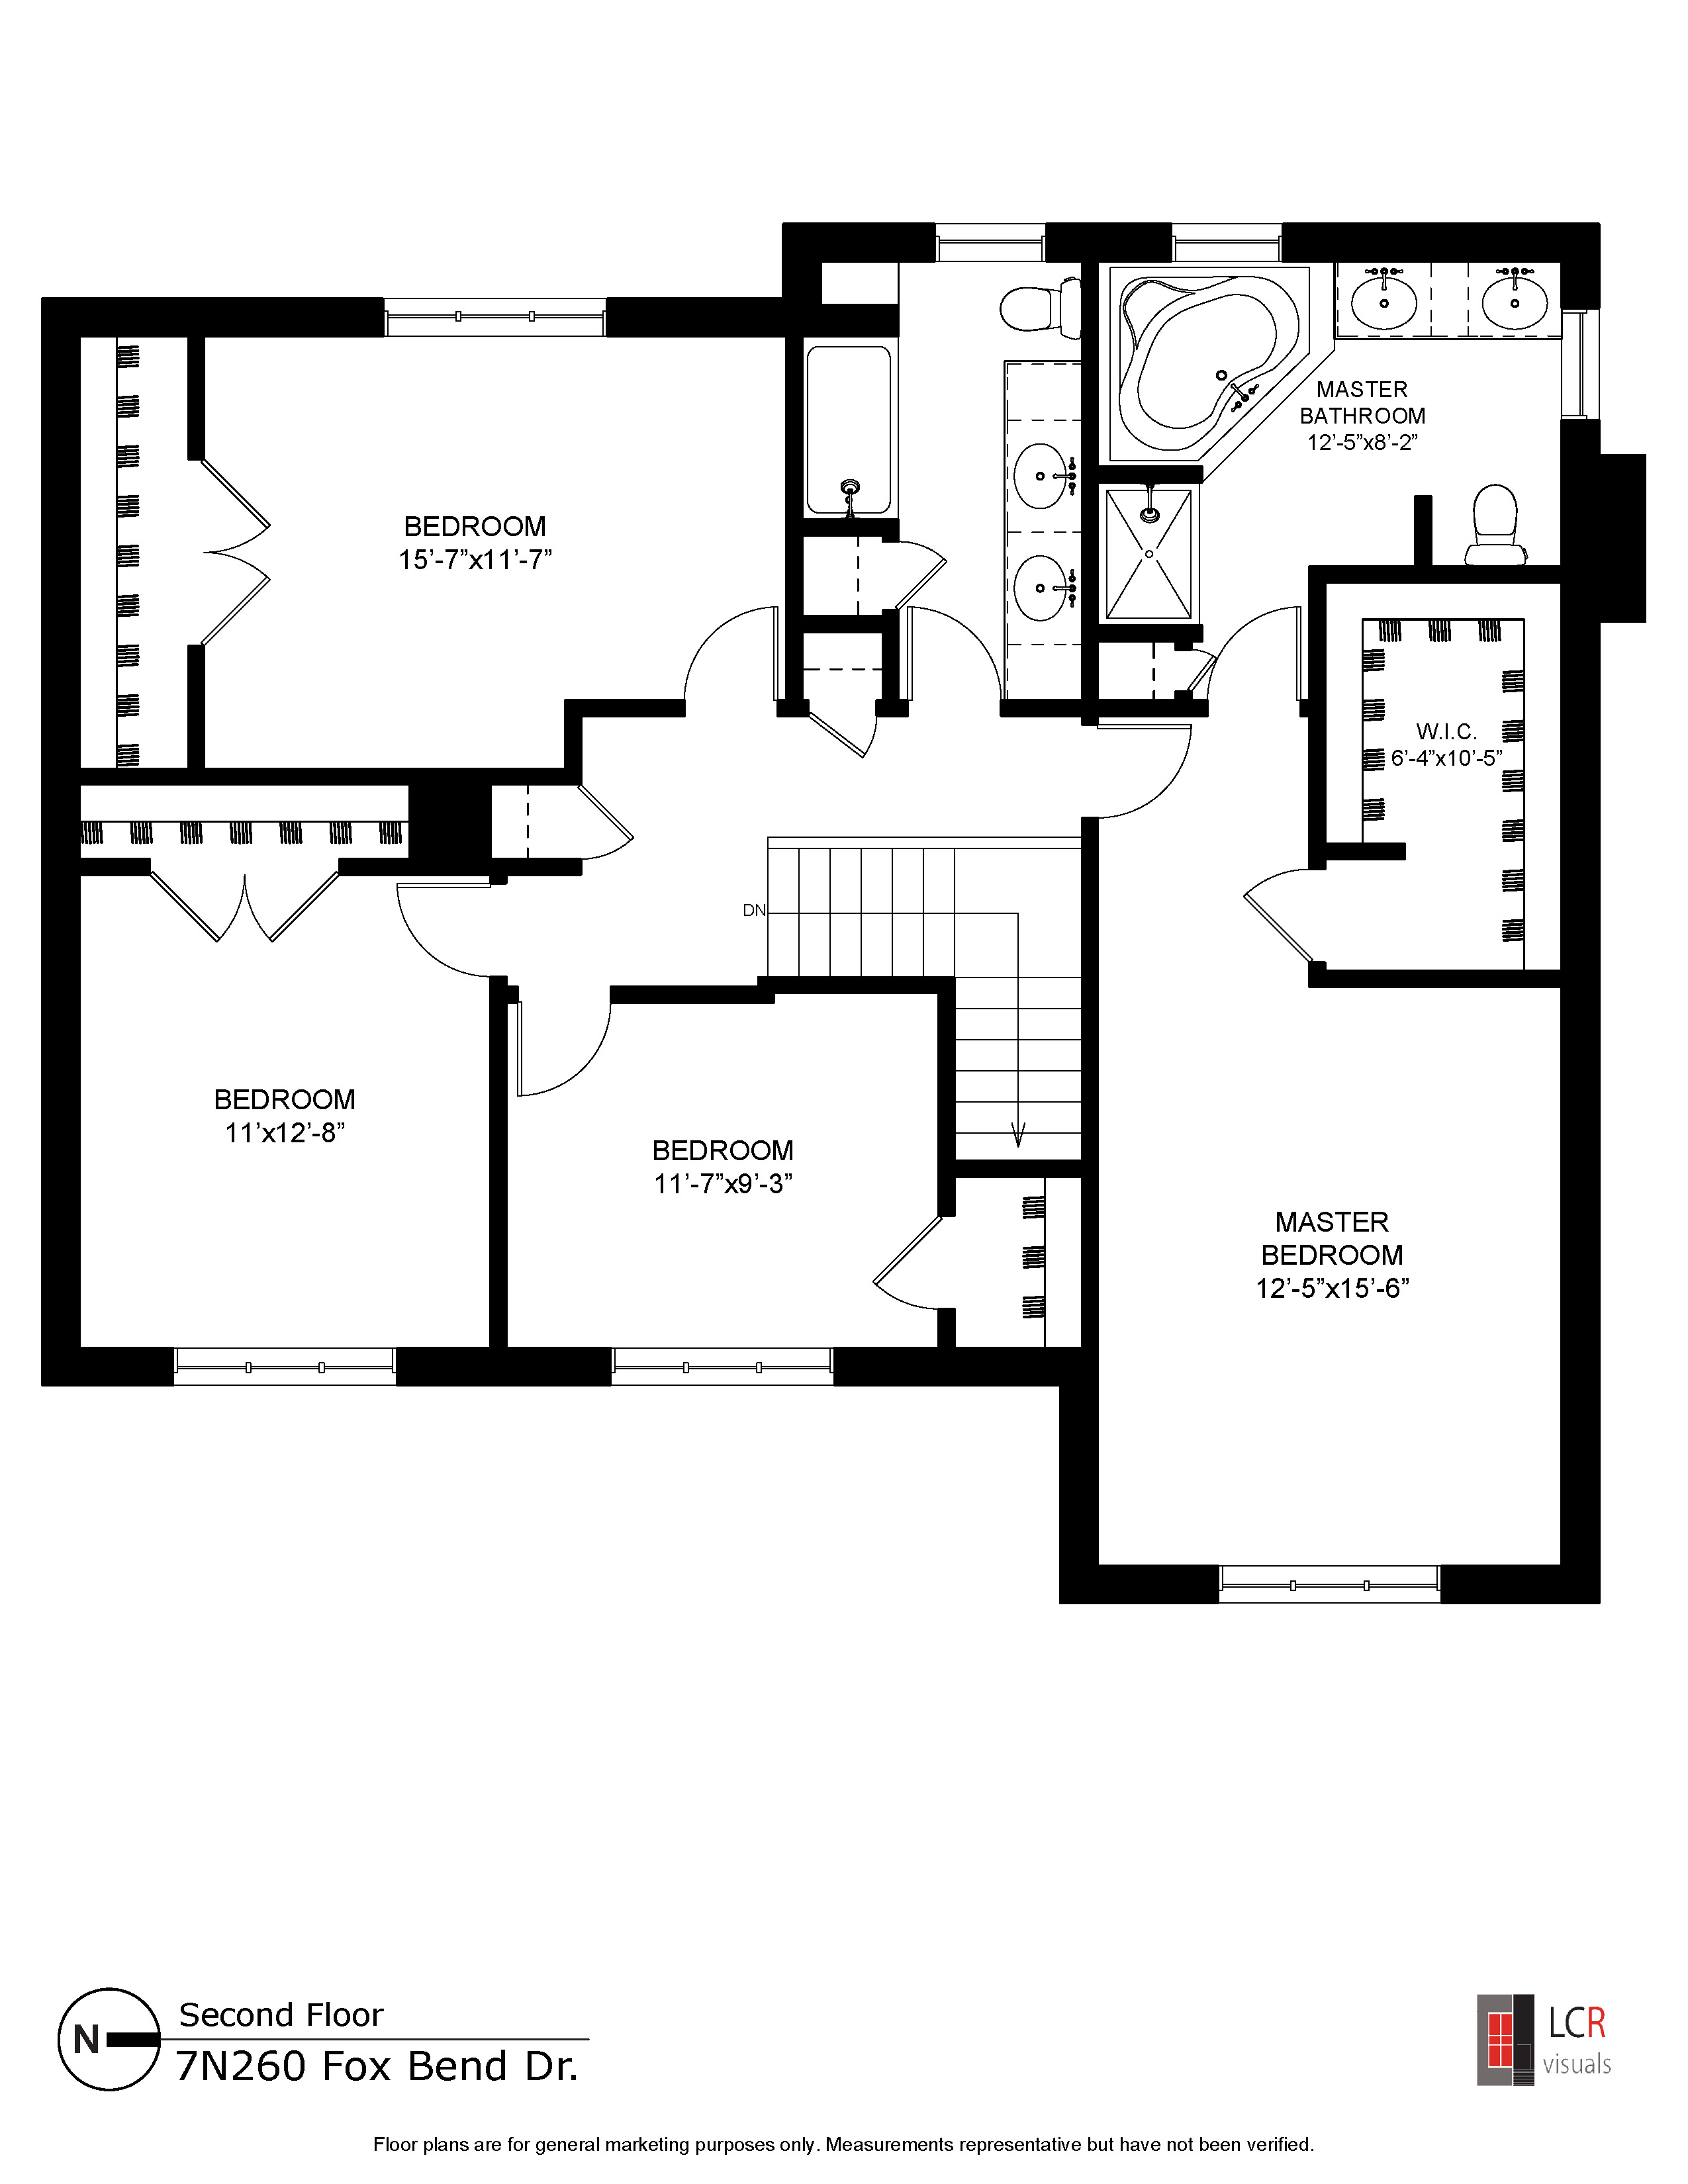 MASTER
BATHROOM
12'-5”x8'-2”
BEDROOM
15'-7”x11'-7”
W.I.C.
6'-4”x10'-5”
DN
BEDROOM
11'x12'-8”
BEDROOM
11'-7”x9'-3”
MASTER
BEDROOM
12'-5”x15'-6”
N
Second Floor
7N260 Fox Bend Dr.
LCR
visuals
Floor plans are for general marketing purposes only. Measurements representative but have not been verified.